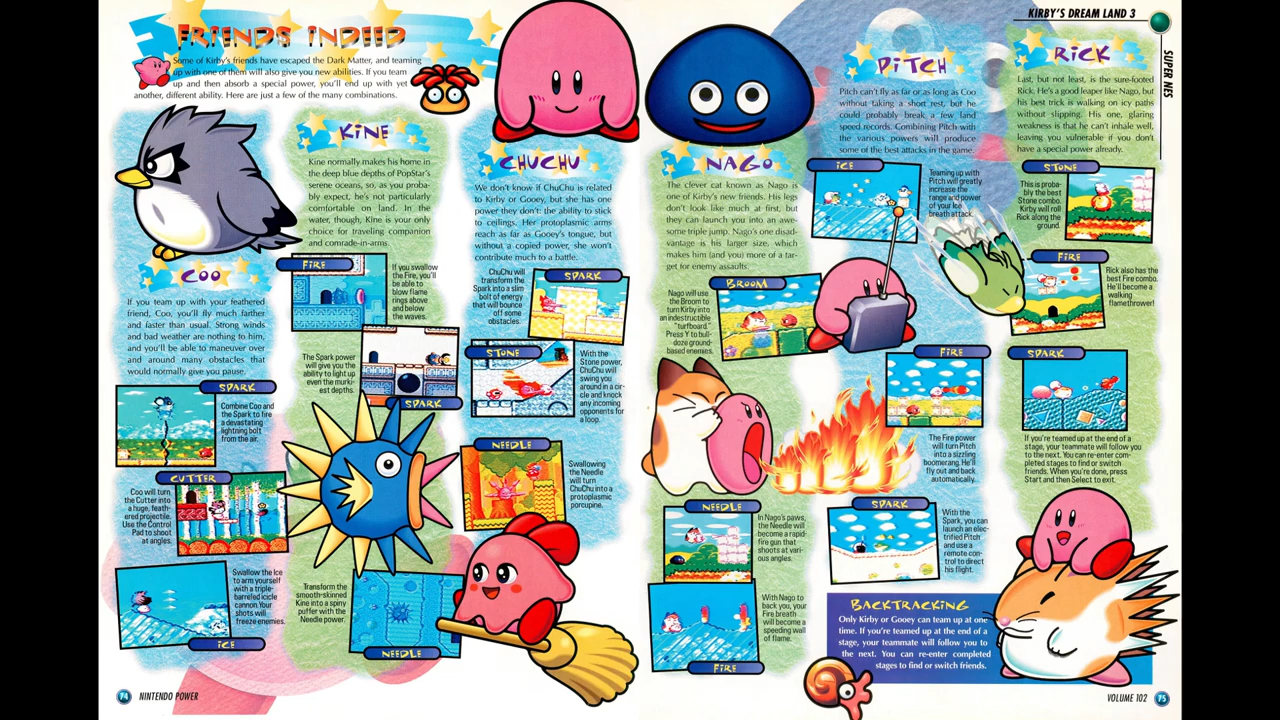 FRIENDS INDEED
Some of Kirby's friends have escaped the Dark Matter, and teaming
up with one of them will also give you new abilities. If you team
up and then absorb a special power, you'll end up with yet
another, different ability. Here are just a few of the many combinations.
COO
If you team up with your feathered
friend, Coo, you'll fly much farther
and faster than usual. Strong winds
and bad weather are nothing to him,
and you'll be able to maneuver over
and around many obstacles that
would normally give you pause.
SPARK
Combine Coo and
the Spark to fire
a devastating
lightning bolt
from the air.
CUTTER
Coo will turn
the Cutter into
a huge, feath-
ered projectile.
Use the Control
Pad to shoot
at angles.
Swallow the Ice
to arm yourself
with a triple-
barreled icicle
cannon. Your
shots will
freeze enemies.
ICE
KINE
Kine normally makes his home in
the deep blue depths of PopStar's
serene oceans, so, as you proba-
bly expect, he's not particularly
comfortable on land. In the
water, though, Kine is your only
choice for traveling companion
and comrade-in-arms.
FIRE
If you swallow
the Fire, you'll
be able to
blow flame
rings above
and below
the waves.
The Spark power
will give you the
ability to light up
even the murki-
est depths.
SPARK
Transform the
smooth-skinned
Kine into a spiny
puffer with the
Needle power.
NEEDLE
CHUCHU
We don't know if ChuChu is related
to Kirby or Gooey, but she has one
power they don't: the ability to stick
to ceilings. Her protoplasmic arms
reach as far as Gooey's tongue, but
without a copied power, she won't
contribute much to a battle.
ChuChu will
transform the
Spark into a slim
bolt of energy
that will bounce
off some
obstacles.
SPARK
STONE
With the
Stone power,
ChuChu will
swing you
around in a cir-
cle and knock
any incoming
opponents for
a loop.
NEEDLE
Swallowing
the Needle
will turn
ChuChu into a
protoplasmic
porcupine.
74 NINTENDO POWER
KIRBY'S DREAM LAND 3
SUPER NES
NAGO
The clever cat known as Nago is
one of Kirby's new friends. His legs
don't look like much at first, but
they can launch you into an awe-
some triple jump. Nago's one disad-
vantage is his larger size, which
makes him (and you) more of a tar-
get for enemy assaults.
Nago will use
the Broom to
turn Kirby into
an indestructible
"turfboard."
Press Y to bull-
doze ground-
based enemies.
BROOM
NEEDLE
In Nago's paws,
the Needle will
become a rapid-
fire gun that
shoots at vari-
ous angles.
With Nago to
back you, your
Fire breath
will become a
speeding wall
of flame.
FIRE
PITCH
Pitch can't fly as far or as long as Coo
without taking a short rest, but he
could probably break a few land
speed records. Combining Pitch with
the various powers will produce
some of the best attacks in the game.
ICE
Teaming up with
Pitch will greatly
increase the
range and power
of your Ice
breath attack.
FIRE
The Fire power
will turn Pitch
into a sizzling
boomerang. He'll
fly out and back
automatically.
SPARK
With the
Spark, you can
launch an elec-
trified Pitch
and use a
remote con-
trol to direct
his flight.
RICK
Last, but not least, is the sure-footed
Rick. He's a good leaper like Nago, but
his best trick is walking on icy paths
without slipping. His one, glaring
weakness is that he can't inhale well,
leaving you vulnerable if you don't
have a special power already.
STONE
This is proba-
bly the best
Stone combo.
Kirby will roll
Rick along the
ground.
FIRE
Rick also has the
best Fire combo.
He'll become a
walking
flamethrower!
SPARK
If you're teamed up at the end of a
stage, your teammate will follow you
to the next. You can re-enter com-
pleted stages to find or switch
friends. When you're done, press
Start and then Select to exit.
BACKTRACKING
Only Kirby or Gooey can team up at one
time. If you're teamed up at the end of a
stage, your teammate will follow you to
the next. You can re-enter completed
stages to find or switch friends.
VOLUME 102 75